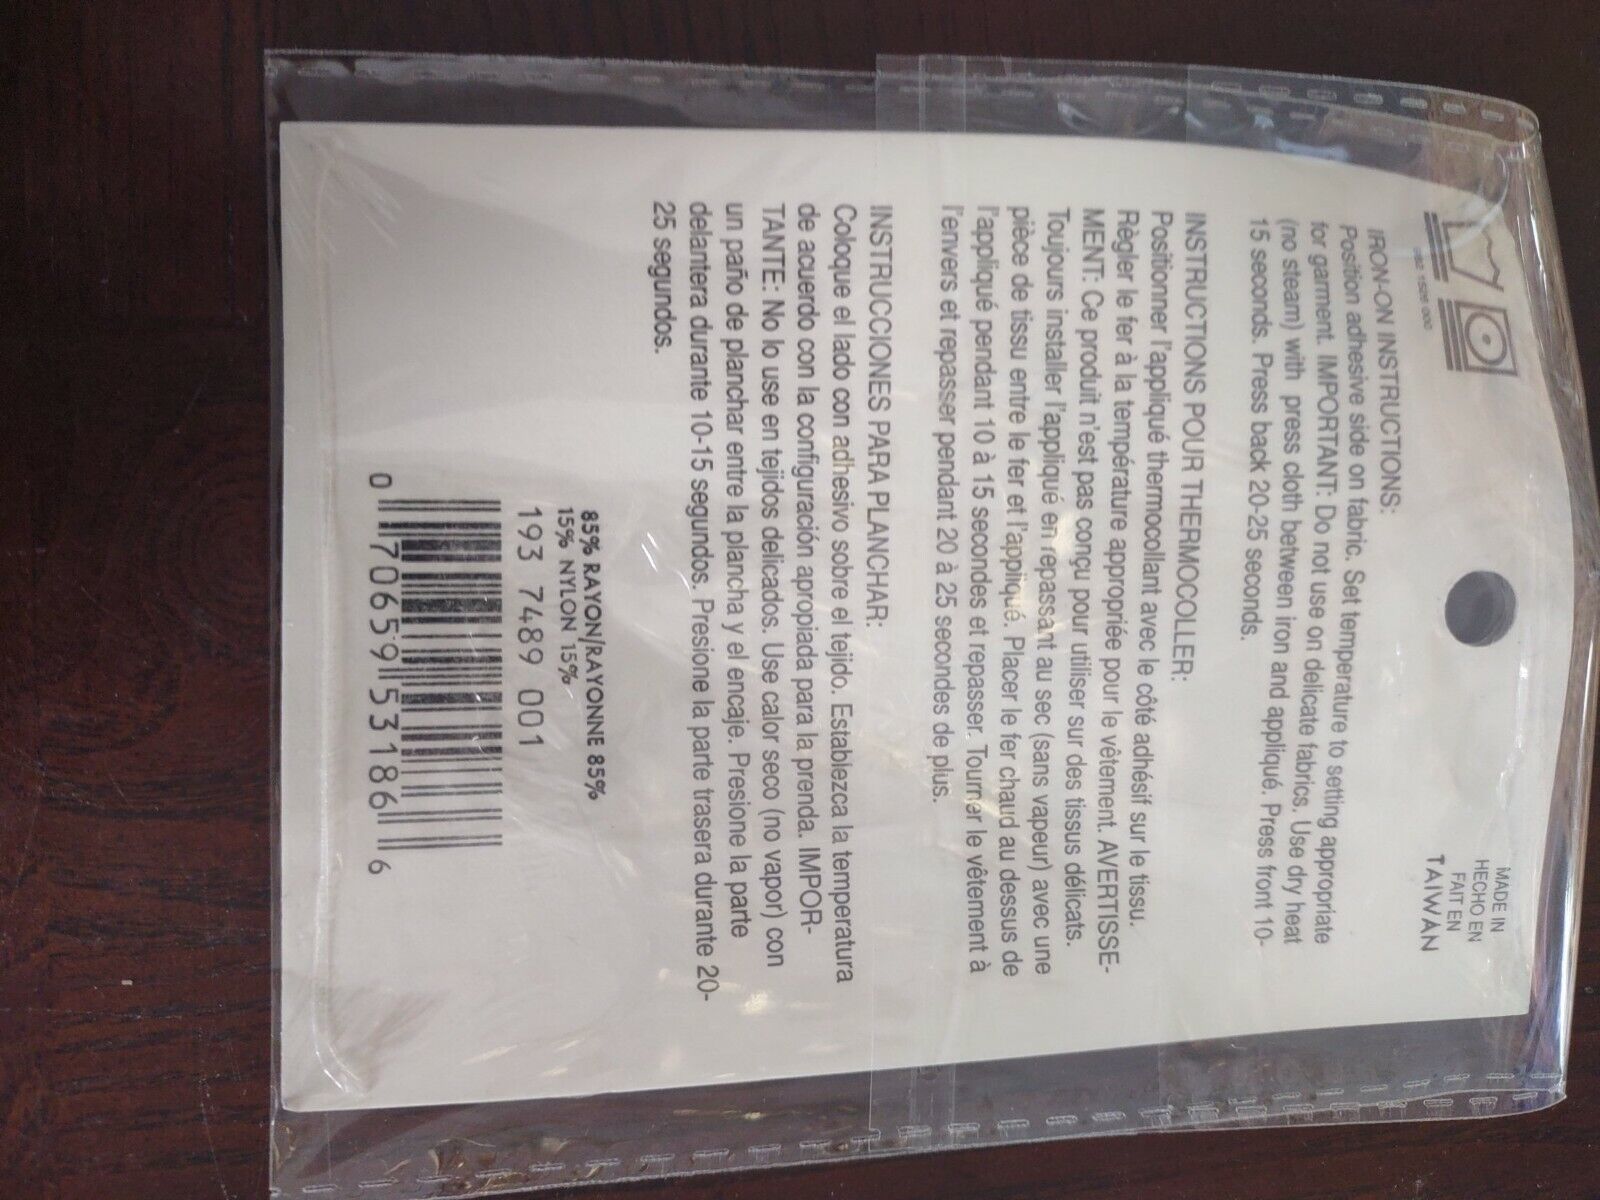 MADE IN
HECHO EN
FAIT EN
TAIWAN
IRON-ON INSTRUCTIONS:
Position adhesive side on fabric. Set temperature to setting appropriate
for garment. IMPORTANT: Do not use on delicate fabrics. Use dry heat
(no steam) with press cloth between iron and appliqué. Press front 10-
15 seconds. Press back 20-25 seconds.
INSTRUCTIONS POUR THERMOCOLLER:
Positionner l'appliqué thermocollant avec le côté adhésif sur le tissu.
Règler le fer à la température appropriée pour le vêtement. AVERTISSE-
MENT: Ce produit n'est pas conçu pour utiliser sur des tissus délicats.
Toujours installer l'appliqué en repassant au sec (sans vapeur) avec une
pièce de tissu entre le fer et l'appliqué. Placer le fer chaud au dessus de
l'appliqué pendant 10 à 15 secondes et repasser. Tourner le vêtement à
l'envers et repasser pendant 20 à 25 secondes de plus.
INSTRUCCIONES PARA PLANCHAR:
Coloque el lado con adhesivo sobre el tejido. Establezca la temperatura
de acuerdo con la configuración apropiada para la prenda. IMPOR-
TANTE: No lo use en tejidos delicados. Use calor seco (no vapor) con
un paño de planchar entre la plancha y el encaje. Presione la parte
delantera durante 10-15 segundos. Presione la parte trasera durante 20-
25 segundos.
85% RAYON/RAYONNE 85%
15% NYLON 15%
193 7489 001
0 70659 53186 6